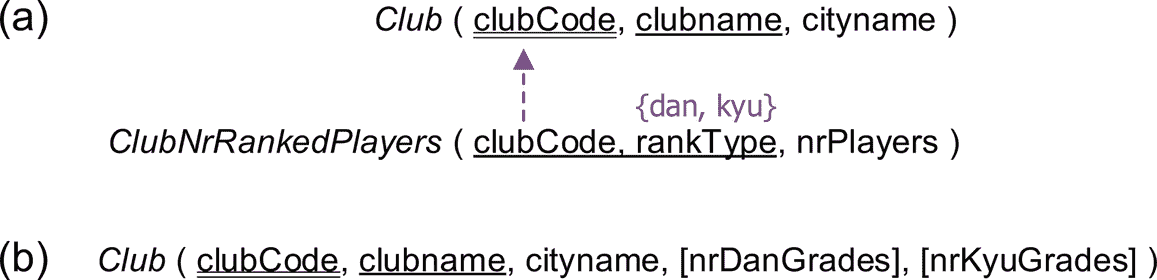 (a) Club ( clubCode, clubname, cityname )
{dan, kyu}
ClubNrRankedPlayers ( clubCode, rankType, nrPlayers )
(b) Club ( clubCode, clubname, cityname, [nrDanGrades], [nrKyuGrades] )